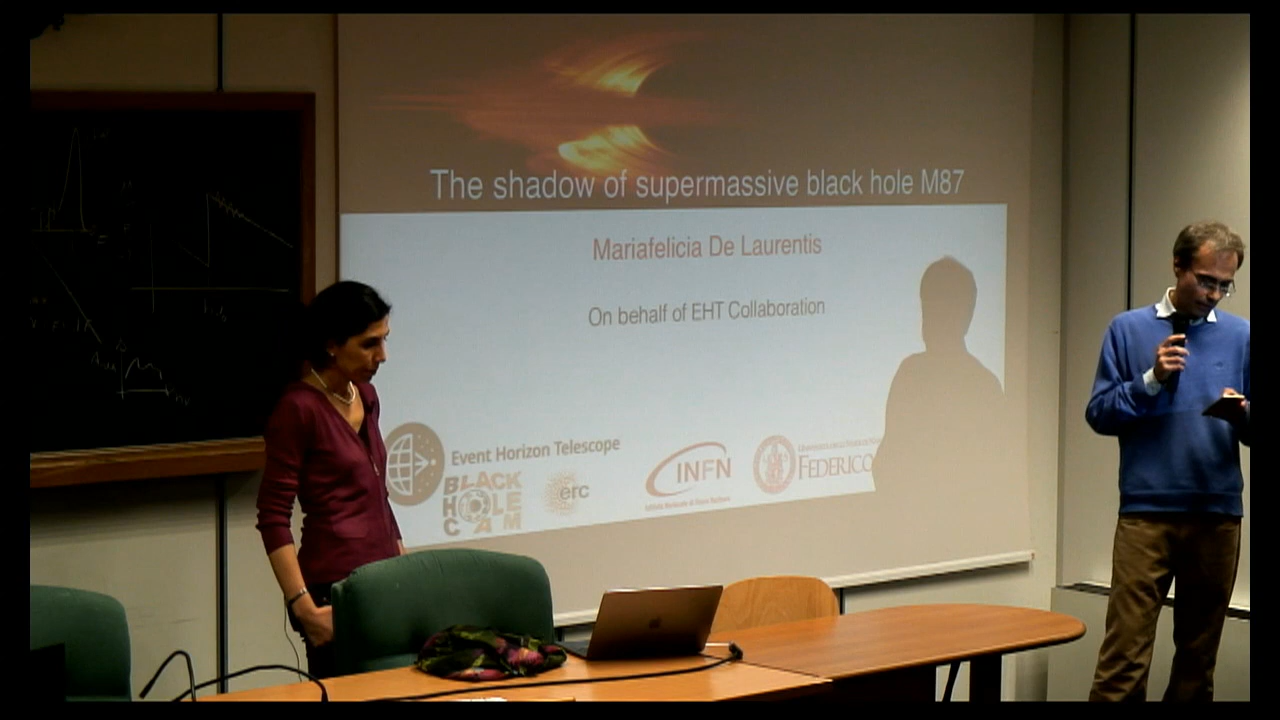 The shadow of supermassive black hole M87
Mariafelicia De Laurentis
On behalf of EHT Collaboration
Event Horizon Telescope
BLACK
HOLE
CAM
erc
INFN
FEDERICO